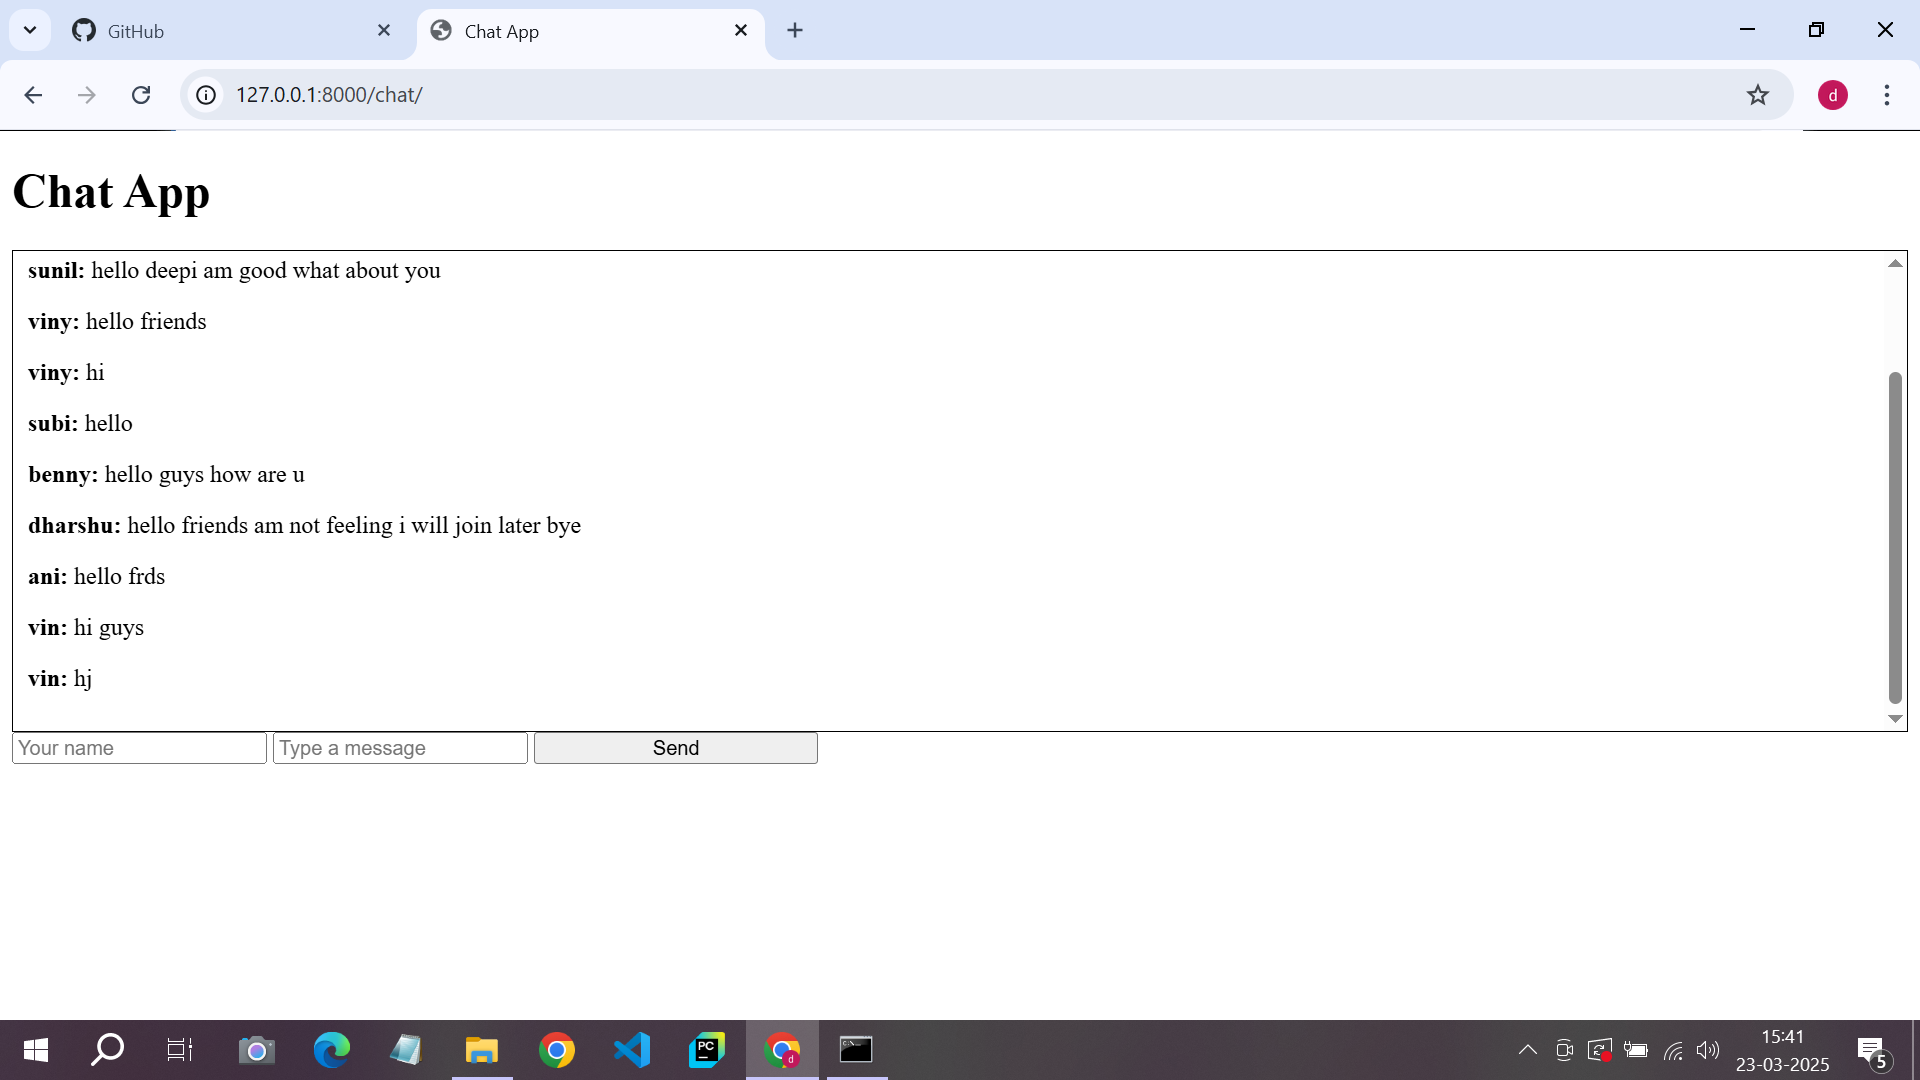 GitHub
Chat App
127.0.0.1:8000/chat/
d
Chat App
sunil: hello deepi am good what about you
viny: hello friends
viny: hi
subi: hello
benny: hello guys how are u
dharshu: hello friends am not feeling i will join later bye
ani: hello frds
vin: hi guys
vin: hj
Your name Type a message Send
PC
d
15:41
23-03-2025
5